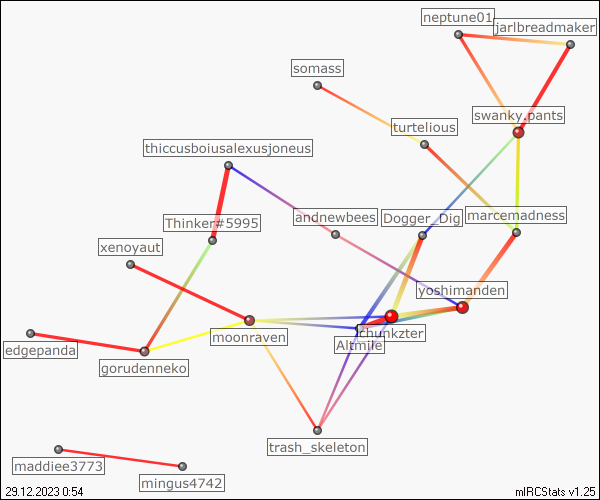 neptune01
jarlbreadmaker
somass
swanky.pants
turtelious
thiccusboiusalexusjoneus
Thinker#5995
andnewbees
Dogger_Dig
marcemadness
xenoyaut
yoshimanden
moonraven
chunkzter
Altmile
edgepanda
gorudenneko
trash_skeleton
maddiee3773
mingus4742
29.12.2023 0:54
mIRCStats v1.25